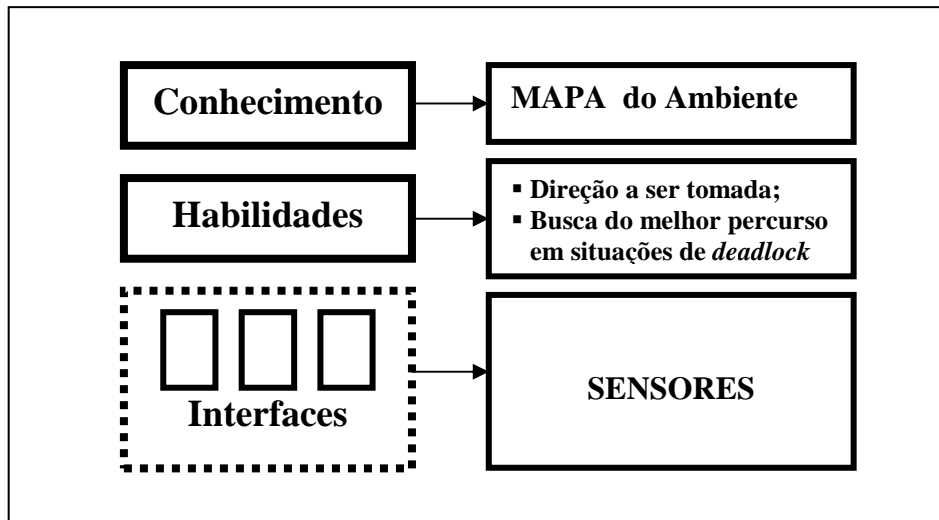 Conhecimento
MAPA do Ambiente
Habilidades
▪ Direção a ser tomada;
▪ Busca do melhor percurso
em situações de deadlock
Interfaces
SENSORES